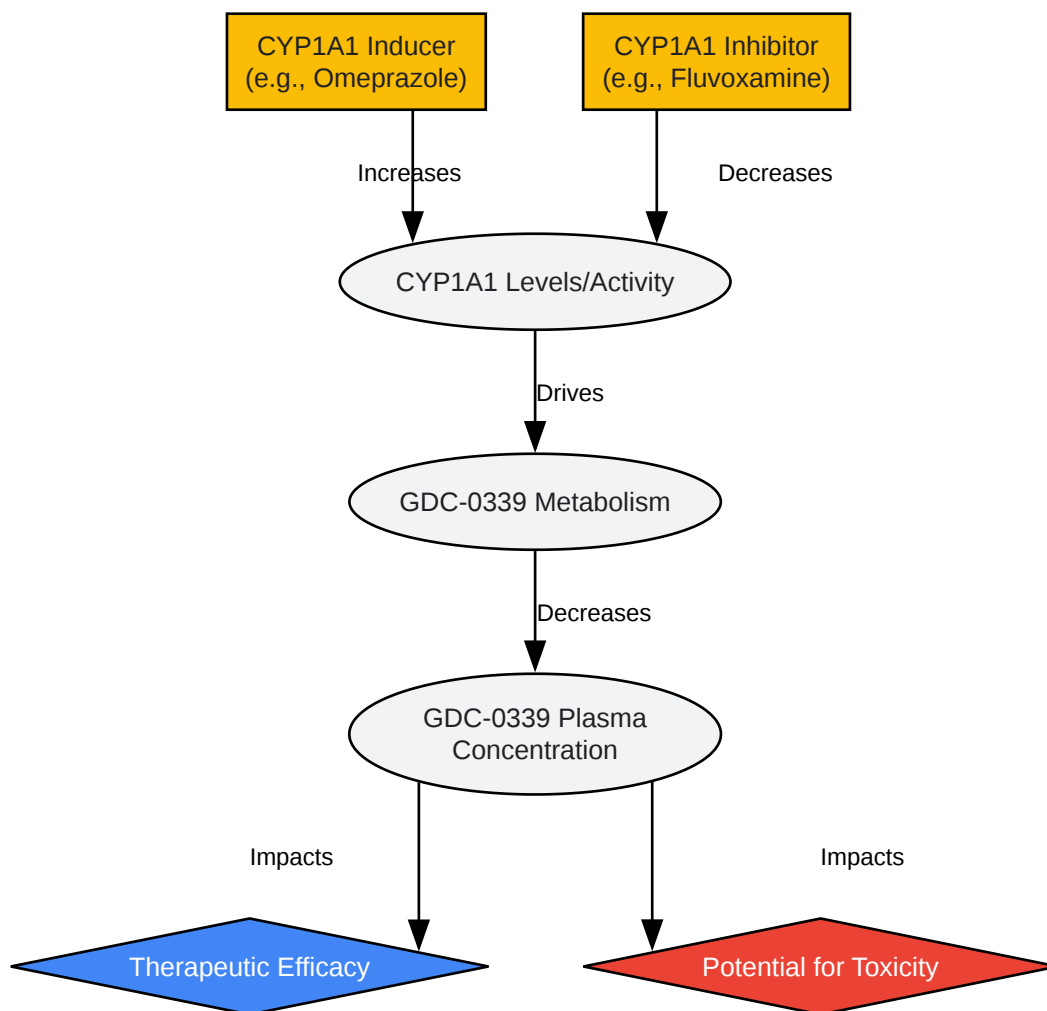 CYP1A1 Inducer
(e.g., Omeprazole)
CYP1A1 Inhibitor
(e.g., Fluvoxamine)
Increases
Decreases
CYP1A1 Levels/Activity
Drives
GDC-0339 Metabolism
Decreases
GDC-0339 Plasma
Concentration
Impacts
Impacts
Therapeutic Efficacy
Potential for Toxicity